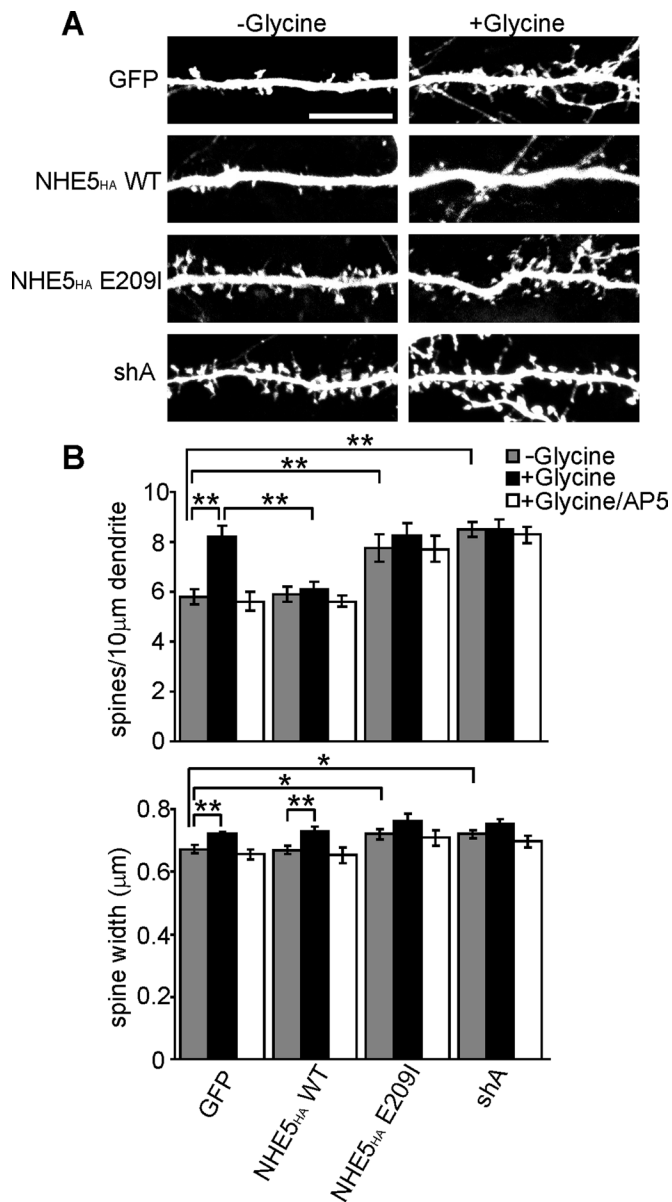 A
-Glycine
+Glycine
GFP
NHE5HA WT
NHE5HA E209I
shA
B
**
**
**
**
-Glycine
+Glycine
+Glycine/AP5
10
8
6
4
2
0
spines/10μm dendrite
*
*
**
**
0.8
0.6
0.4
0.2
0
spine width (μm)
GFP
NHE5HA WT
NHE5HA E209I
shA